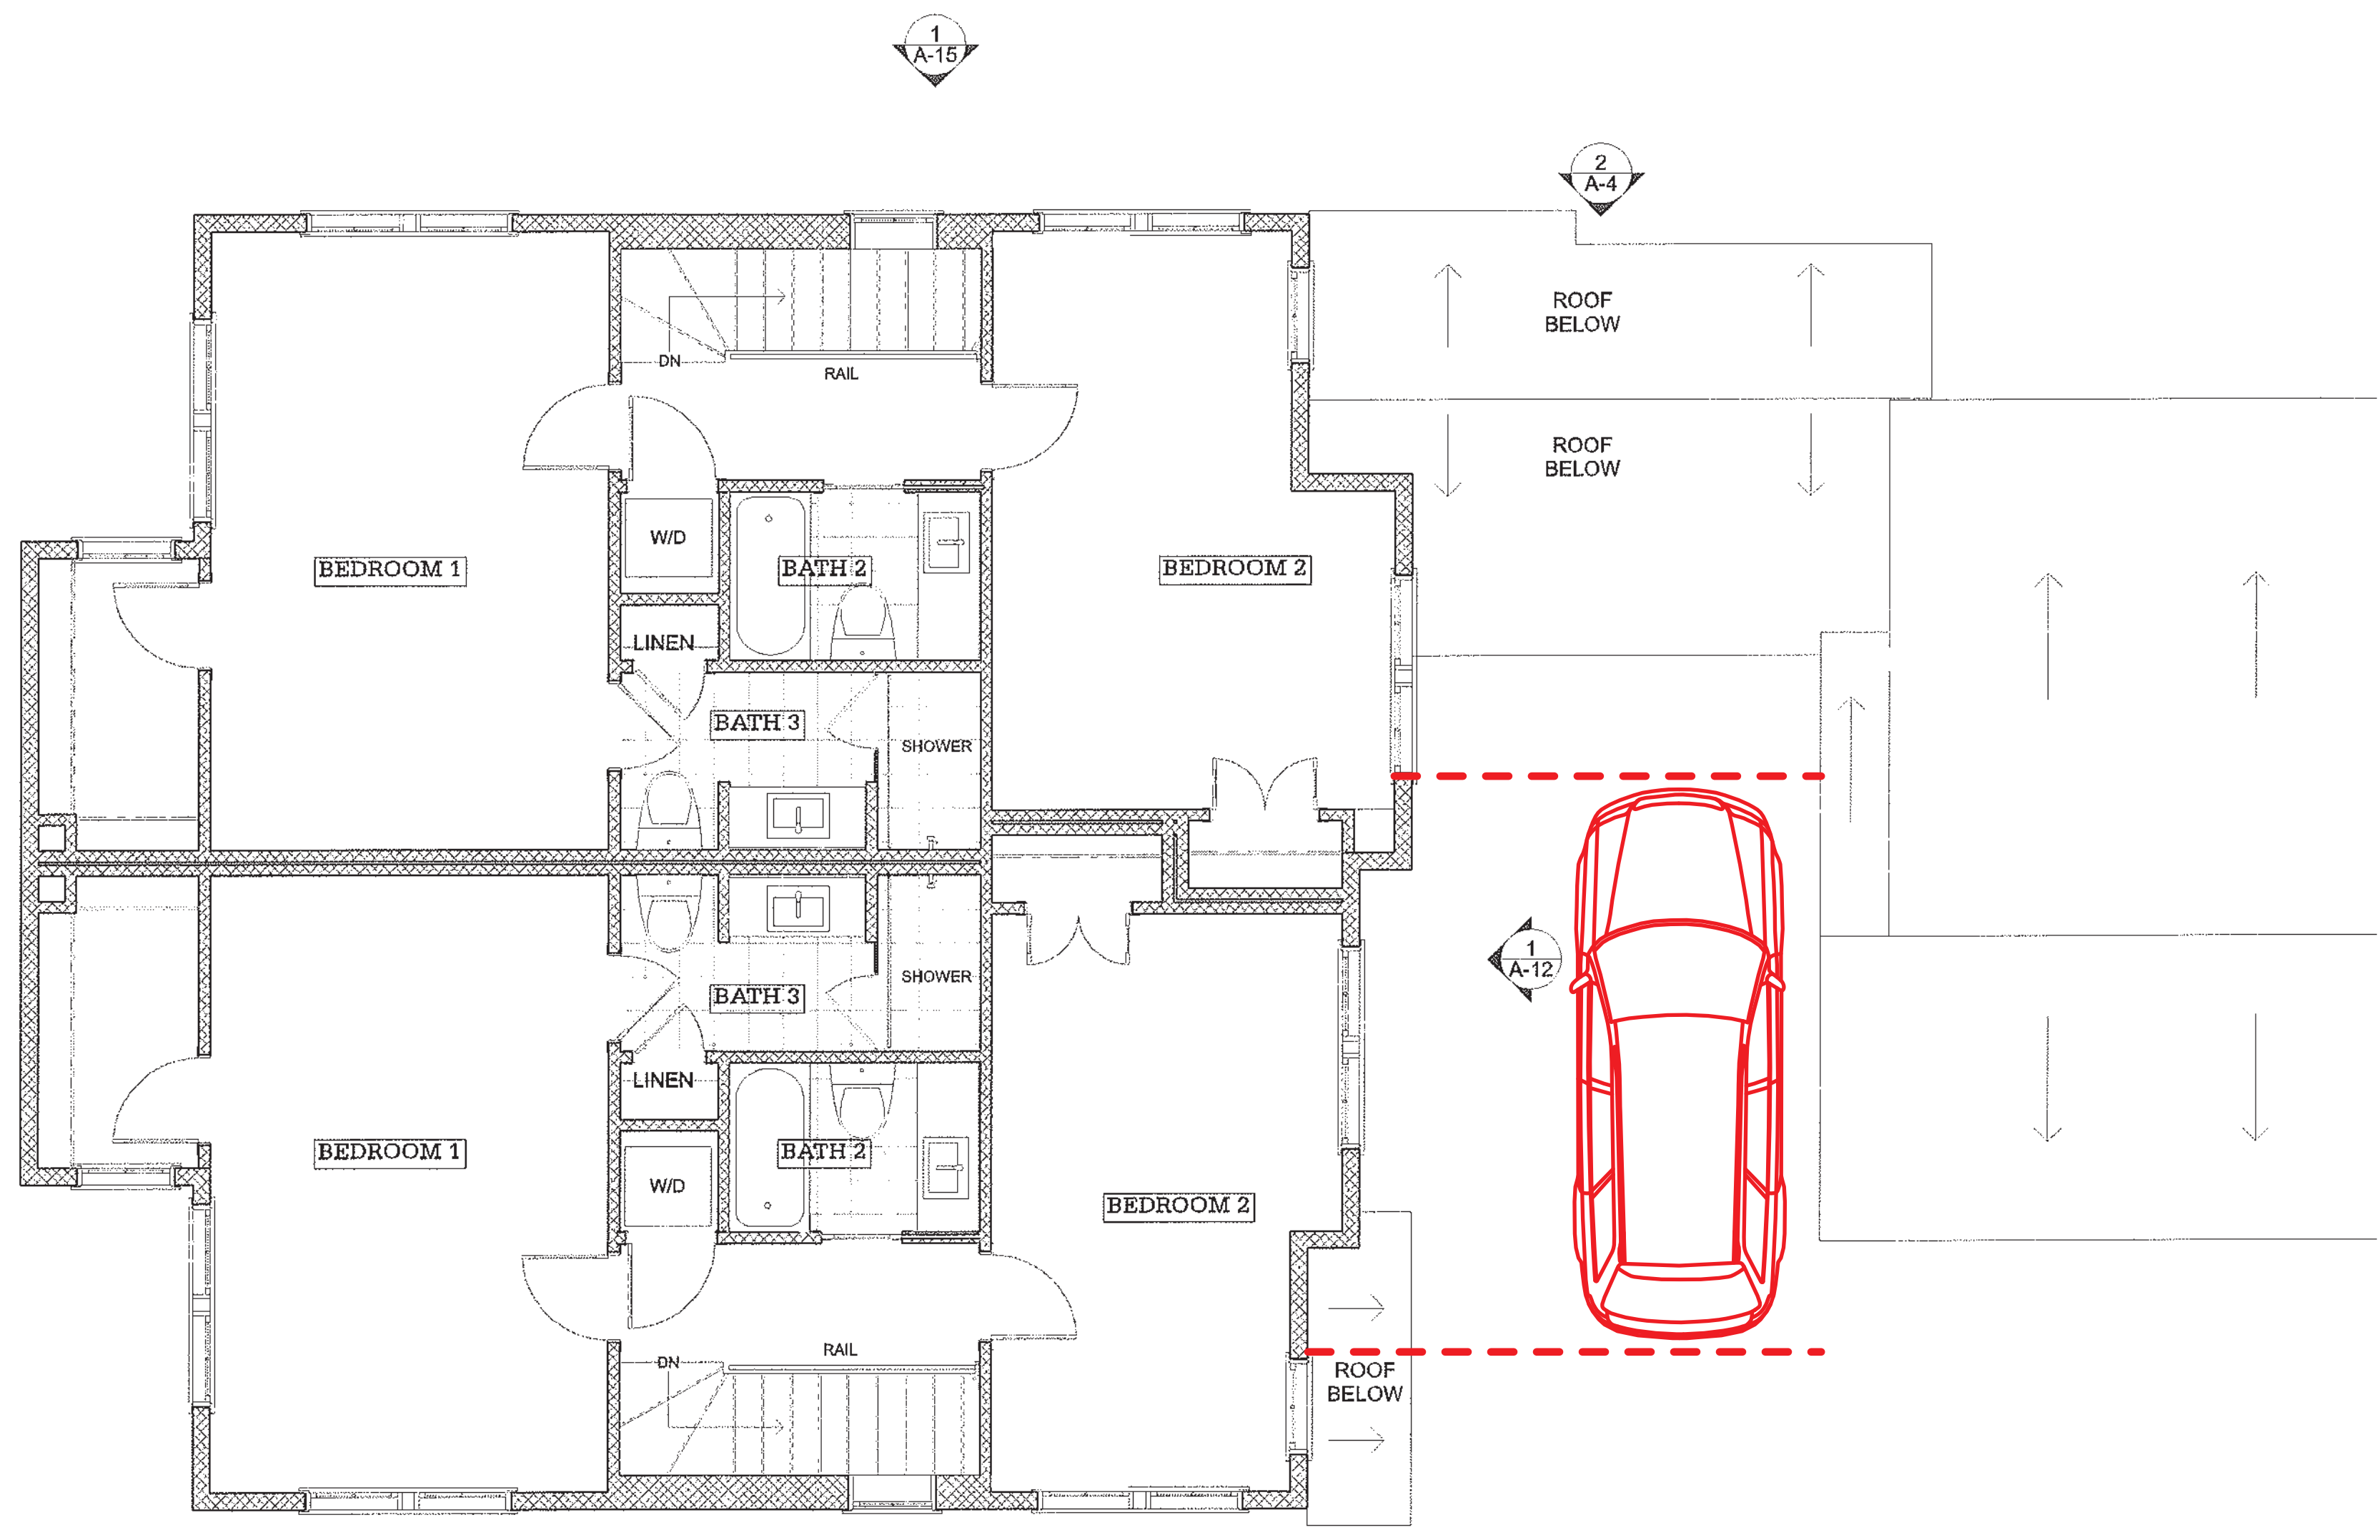 1
A-15
2
A-4
ROOF
BELOW
DN
RAIL
ROOF
BELOW
W/D
BEDROOM 1
BATH 2
BEDROOM 2
LINEN
BATH 3
SHOWER
1
A-12
SHOWER
BATH 3
LINEN
BEDROOM 1
BATH 2
W/D
BEDROOM 2
RAIL
DN
ROOF
BELOW